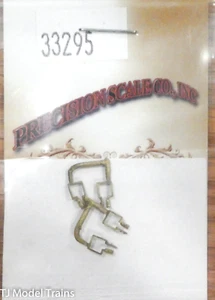 33295
PRECISION SCALE CO., INC
TJ Model Trains